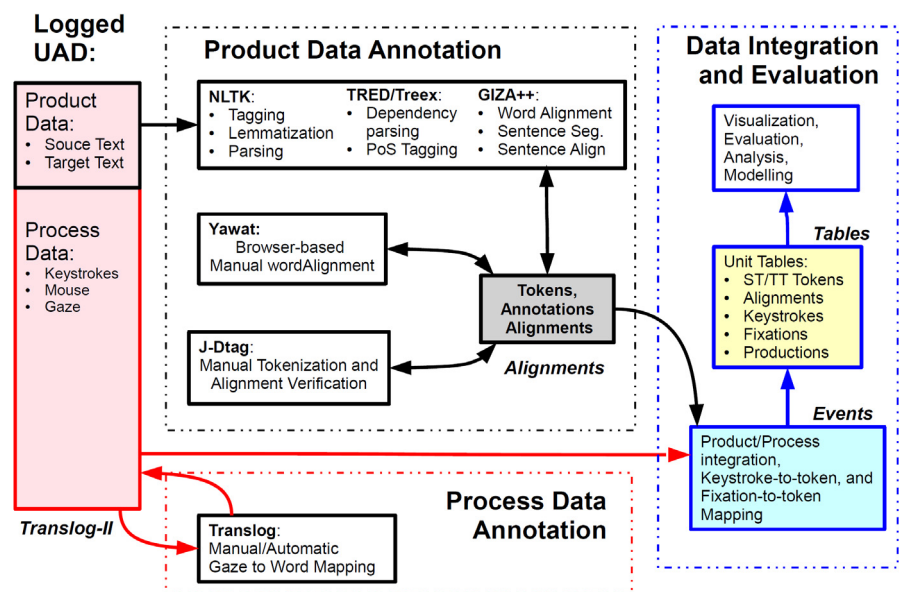 Logged
UAD:
Product
Data:
• Souce Text
• Target Text
Process
Data:
• Keystrokes
• Mouse
• Gaze
Translog-II
Product Data Annotation
NLTK:
• Tagging
• Lemmatization
• Parsing
TRED/Treex:
• Dependency
parsing
• PoS Tagging
GIZA++:
• Word Alignment
• Sentence Seg.
• Sentence Align
Yawat:
Browser-based
Manual wordAlignment
J-Dtag:
Manual Tokenization and
Alignment Verification
Tokens,
Annotations
Alignments
Alignments
Process Data
Annotation
Translog:
Manual/Automatic
Gaze to Word Mapping
Data Integration
and Evaluation
Visualization,
Evaluation,
Analysis,
Modelling
Tables
Unit Tables:
• ST/TT Tokens
• Alignments
• Keystrokes
• Fixations
• Productions
Events
Product/Process
integration,
Keystroke-to-token, and
Fixation-to-token
Mapping